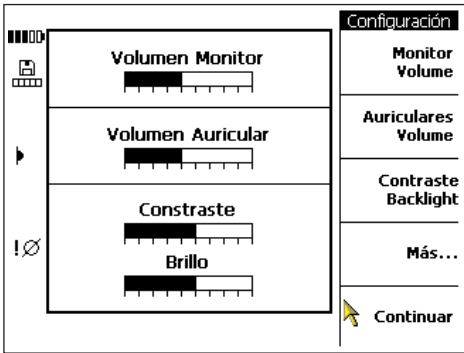 Configuración
Volumen Monitor
Volumen Auricular
Constraste
Brillo
Monitor
Volume
Auriculares
Volume
Contraste
Backlight
Más...
Continuar
!Ø